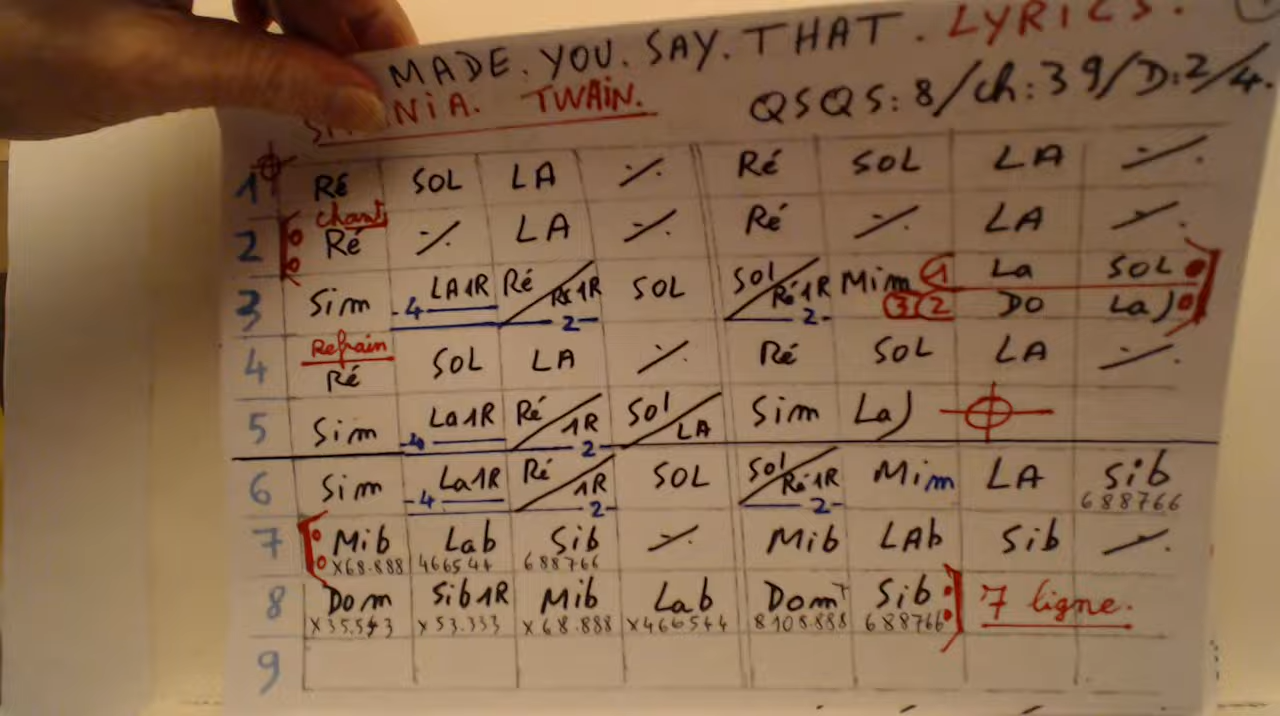 MADE.YOU.SAY.THAT. LYRICS.
NiA. TWAIN.
QSQS:8/ch:39/D:2/4.
1 Ré SOL LA ·/. Ré SOL LA ·/.
chant
2 Ré ·/. LA ·/. Ré ·/. LA ·/.
3 Sim -4 LA1R Ré/Ré1R 2- SOL Sol/Ré1R 2- Mim 1 La SOL
3 2 DO La)
Refrain
4 Ré SOL LA ·/. Ré SOL LA ·/.
5 Sim -4 La1R Ré/1R 2- Sol/LA Sim La)
6 Sim -4 La1R Ré/1R 2- SOL Sol/Ré1R 2- Mim LA Sib
688766
7 Mib Lab Sib ·/. Mib LAb Sib ·/.
X68.888 466544 688766
8 Dom Sib1R Mib Lab Dom7 Sib 7 ligne.
X35.543 X53.333 X68.888 X466544 8108.888 688766
9